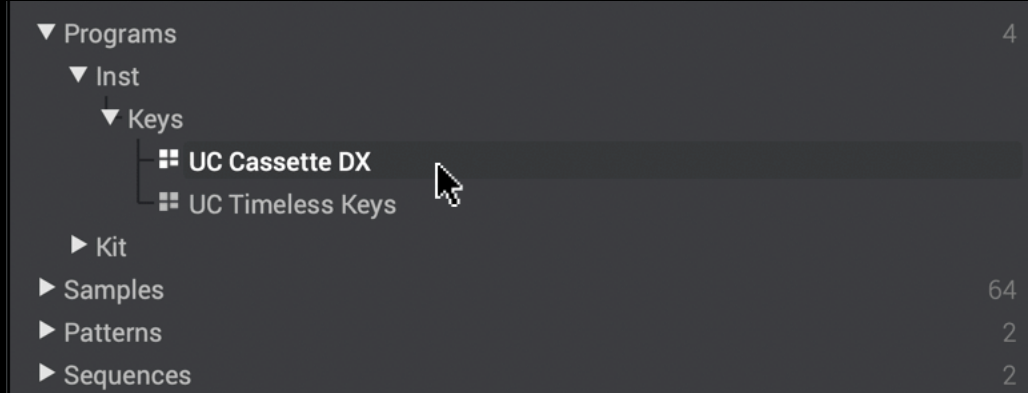 Programs 4
Inst
Keys
UC Cassette DX
UC Timeless Keys
Kit
Samples 64
Patterns 2
Sequences 2